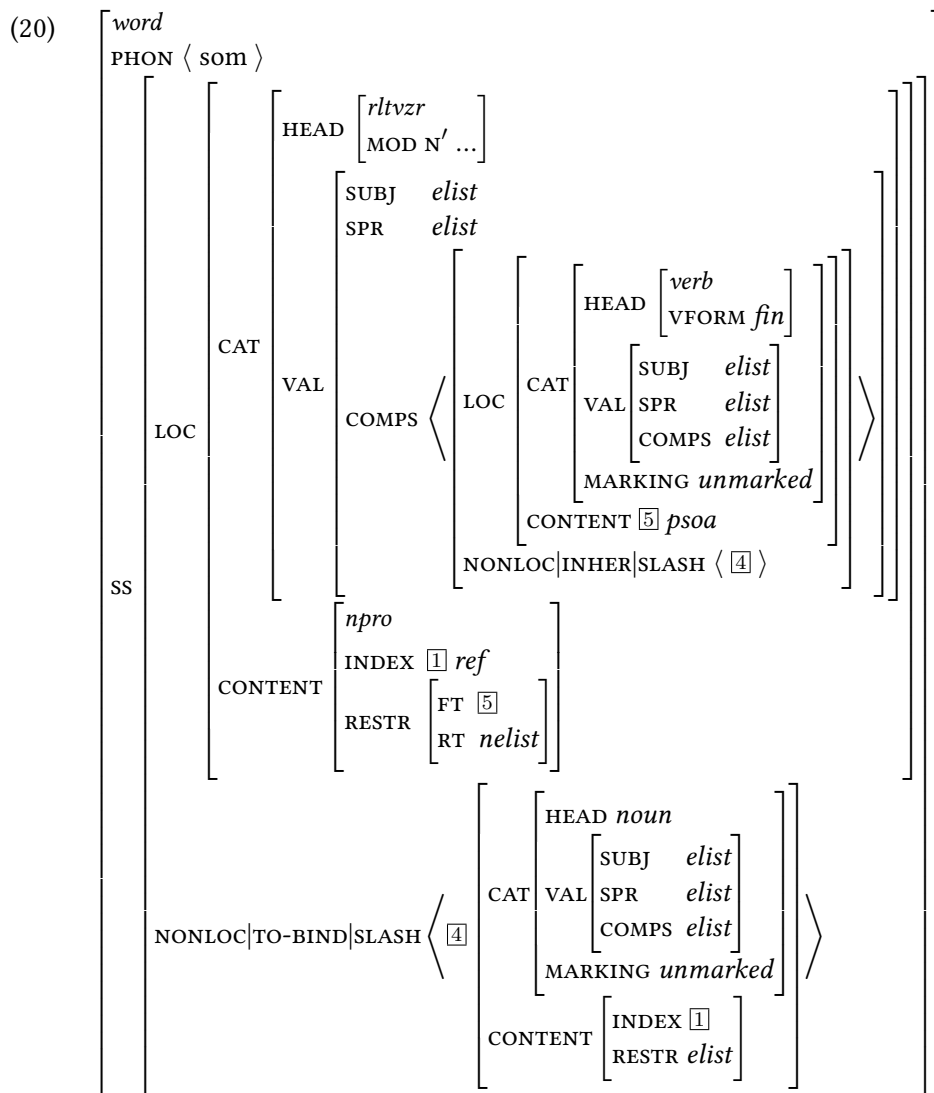 (20)
word
PHON ⟨ som ⟩
HEAD [rltvzr
MOD N′ ...]
SUBJ elist
SPR elist
HEAD [verb
VFORM fin]
CAT
VAL
COMPS
LOC
CAT
VAL
SUBJ elist
SPR elist
COMPS elist
LOC
MARKING unmarked
CONTENT 5 psoa
NONLOC|INHER|SLASH ⟨ 4 ⟩
SS
npro
INDEX 1 ref
CONTENT
RESTR
FT 5
RT nelist
HEAD noun
SUBJ elist
CAT VAL SPR elist
COMPS elist
NONLOC|TO-BIND|SLASH ⟨ 4
MARKING unmarked
CONTENT
INDEX 1
RESTR elist